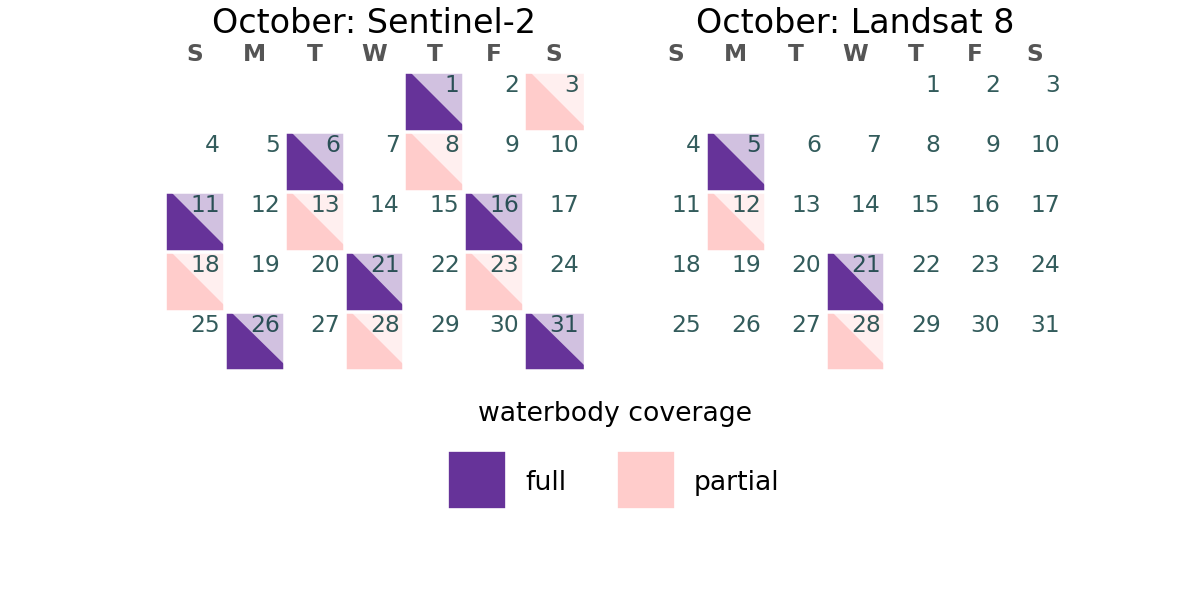 October: Sentinel-2
S M T W T F S
1 2 3
4 5 6 7 8 9 10
11 12 13 14 15 16 17
18 19 20 21 22 23 24
25 26 27 28 29 30 31
October: Landsat 8
S M T W T F S
1 2 3
4 5 6 7 8 9 10
11 12 13 14 15 16 17
18 19 20 21 22 23 24
25 26 27 28 29 30 31
waterbody coverage
full partial